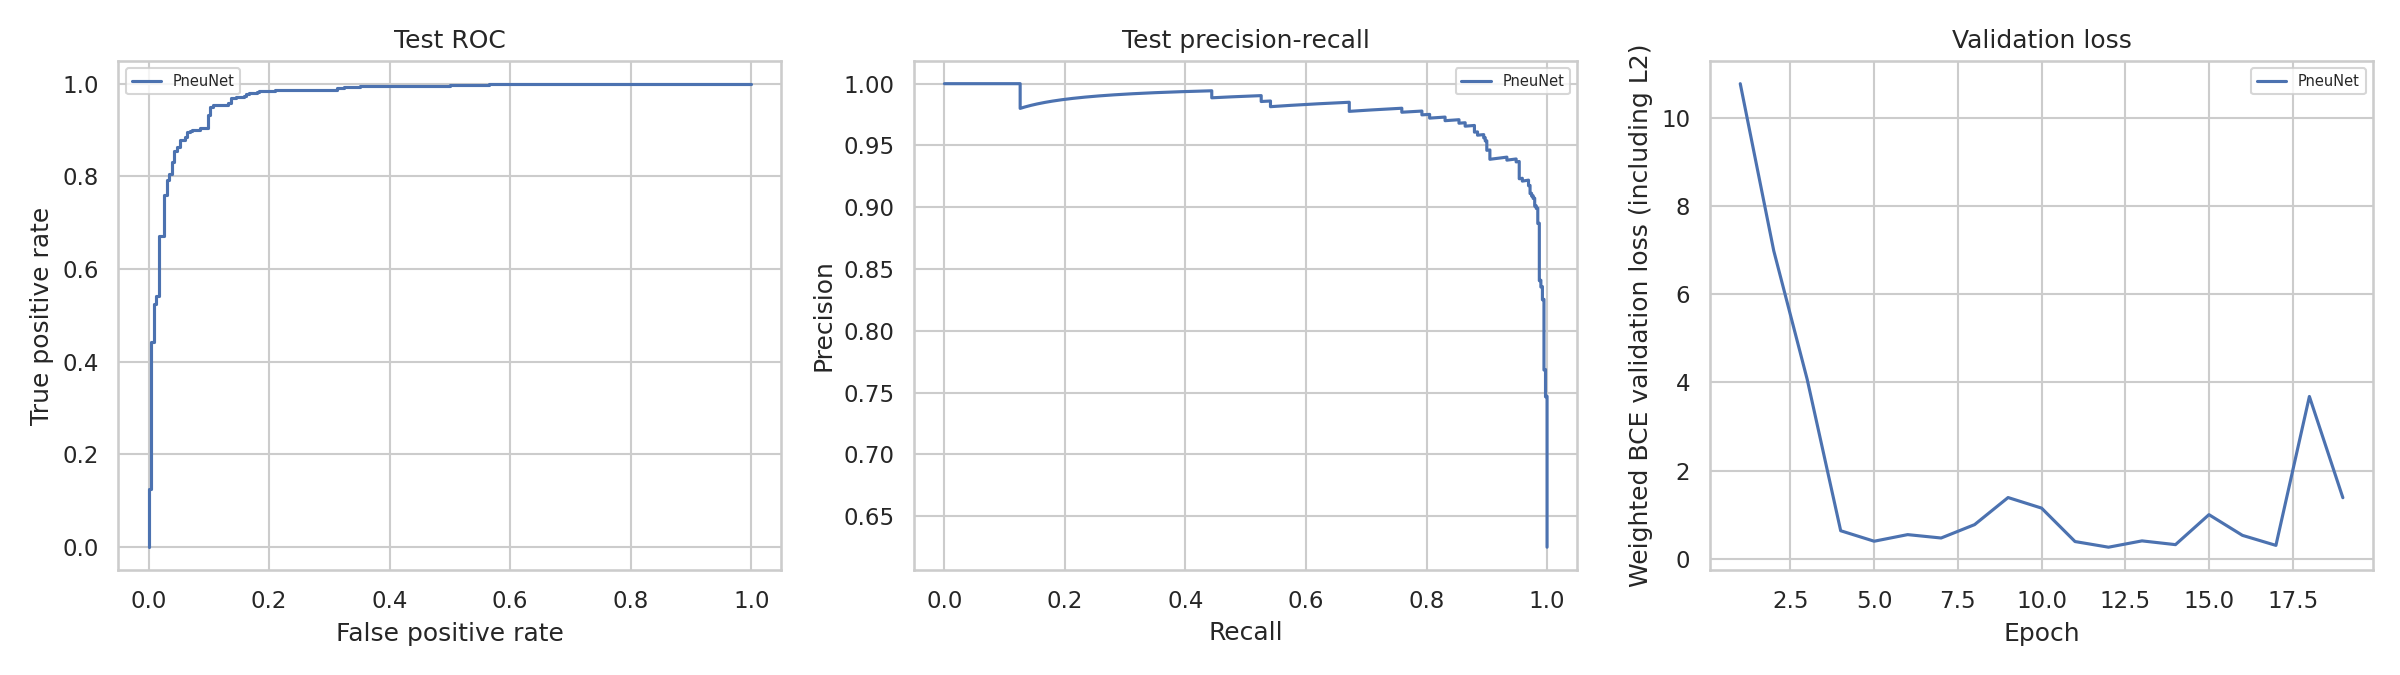 Test ROC
PneuNet
True positive rate
1.0
0.8
0.6
0.4
0.2
0.0
0.0 0.2 0.4 0.6 0.8 1.0
False positive rate
Test precision-recall
PneuNet
Precision
1.00
0.95
0.90
0.85
0.80
0.75
0.70
0.65
0.0 0.2 0.4 0.6 0.8 1.0
Recall
Validation loss
PneuNet
Weighted BCE validation loss (including L2)
10
8
6
4
2
0
2.5 5.0 7.5 10.0 12.5 15.0 17.5
Epoch